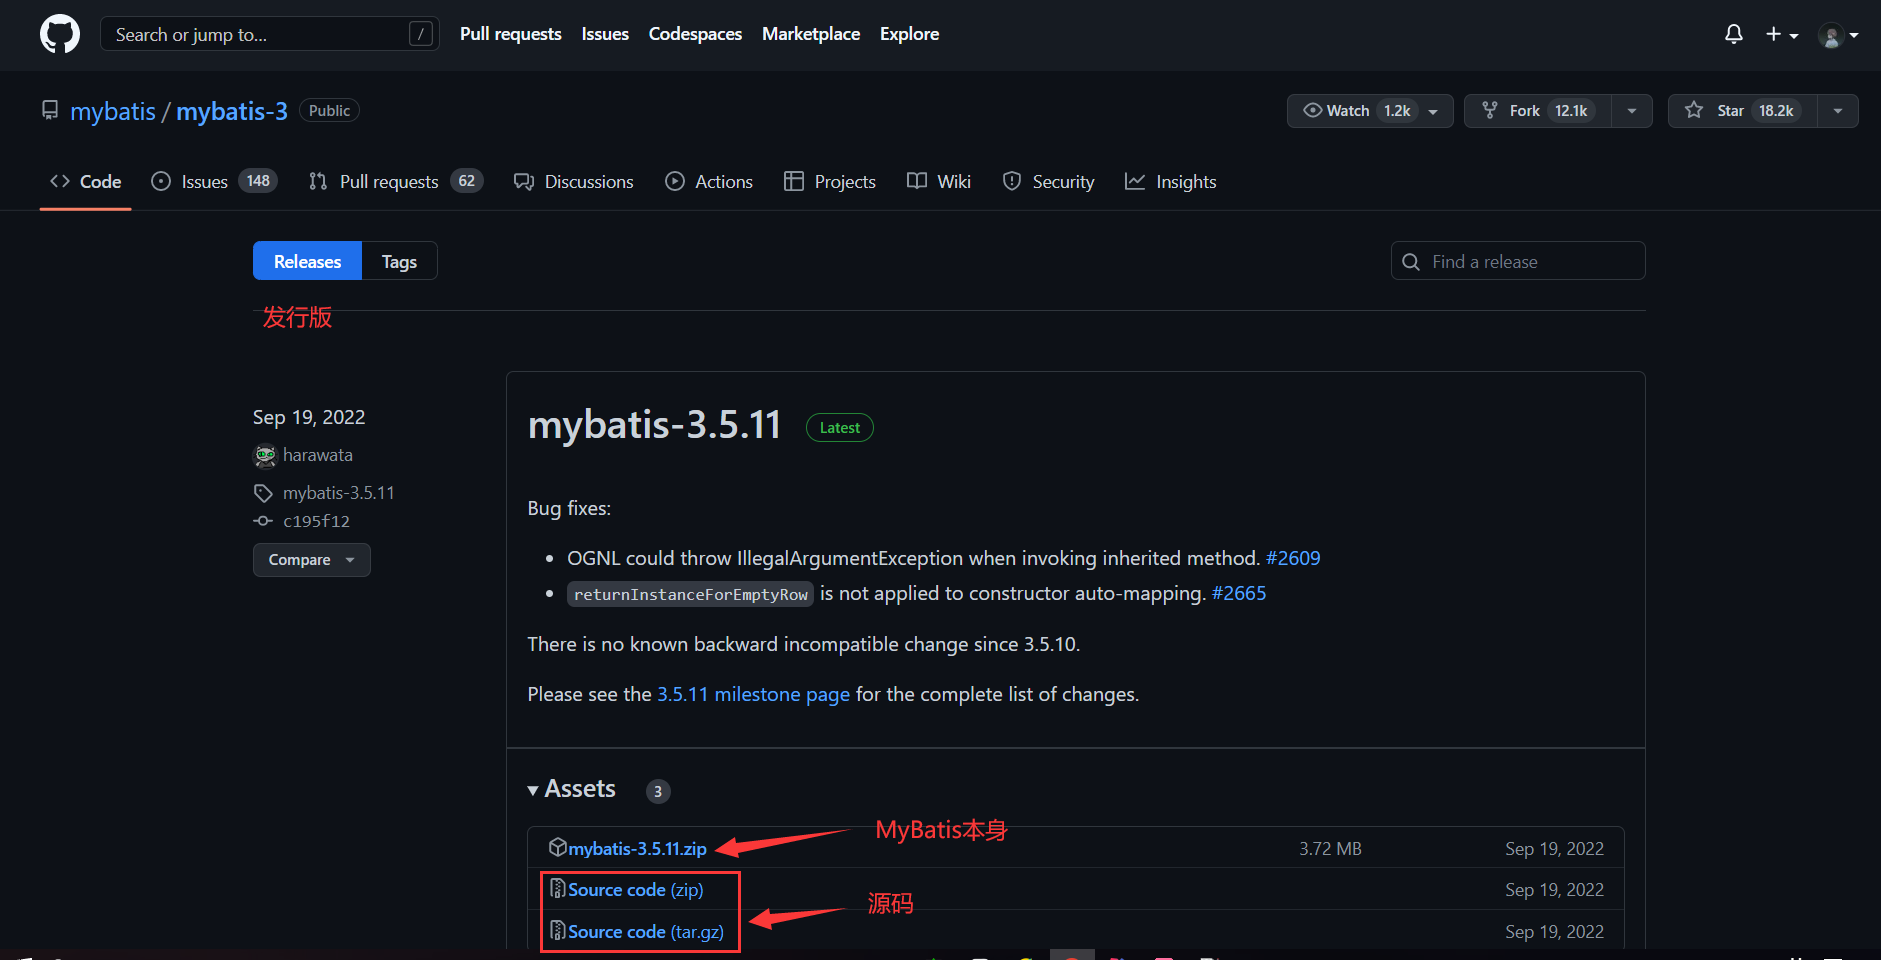 Search or jump to... /
Pull requests Issues Codespaces Marketplace Explore
mybatis / mybatis-3 Public
Watch 1.2k Fork 12.1k Star 18.2k
Code Issues 148 Pull requests 62 Discussions Actions Projects Wiki Security Insights
Releases Tags
Find a release
发行版
Sep 19, 2022
harawata
mybatis-3.5.11
c195f12
Compare
mybatis-3.5.11 Latest
Bug fixes:
• OGNL could throw IllegalArgumentException when invoking inherited method. #2609
• returnInstanceForEmptyRow is not applied to constructor auto-mapping. #2665
There is no known backward incompatible change since 3.5.10.
Please see the 3.5.11 milestone page for the complete list of changes.
Assets 3
MyBatis本身
mybatis-3.5.11.zip 3.72 MB Sep 19, 2022
Source code (zip) Sep 19, 2022
源码
Source code (tar.gz) Sep 19, 2022